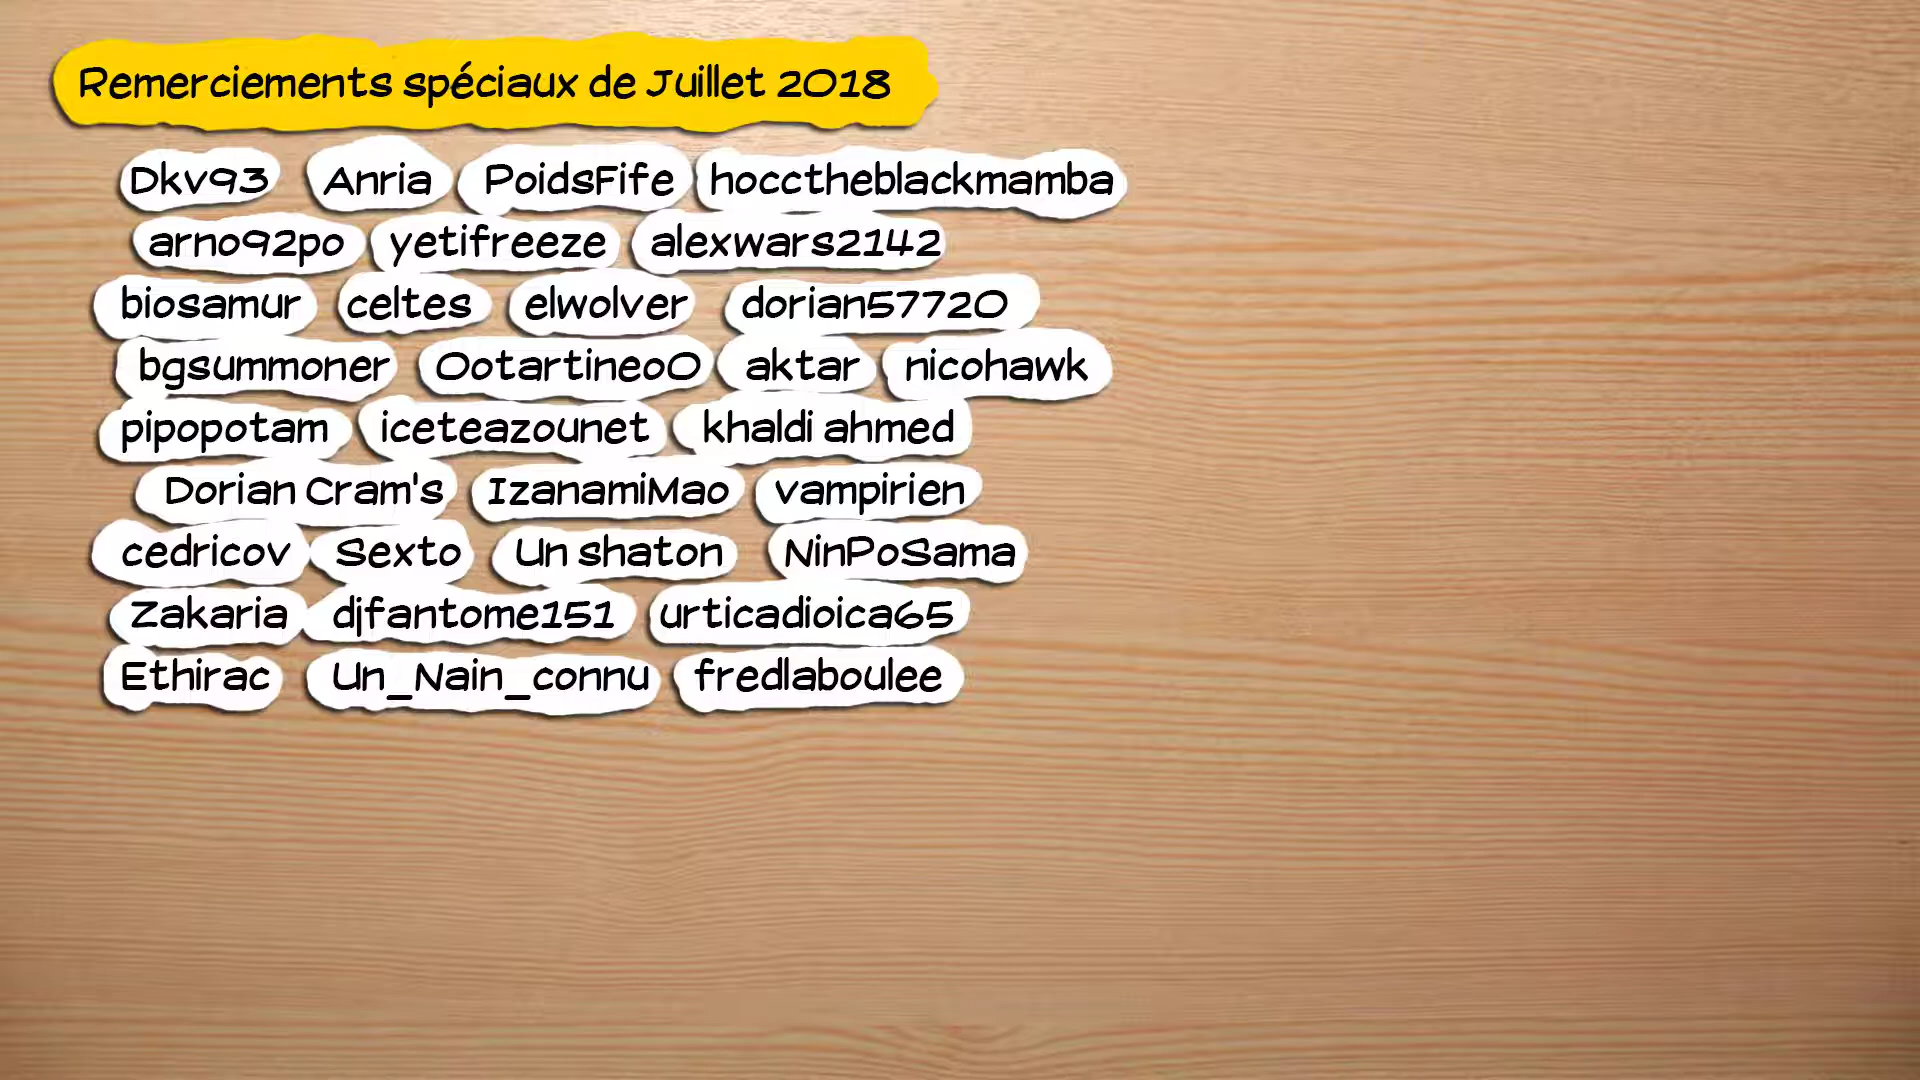 Remerciements spéciaux de Juillet 2018
Dkv93 Anria PoidsFife hocctheblackmamba
arno92po yetifreeze alexwars2142
biosamur celtes elwolver dorian57720
bgsummoner OotartineoO aktar nicohawk
pipopotam iceteazounet khaldi ahmed
Dorian Cram's IzanamiMao vampirien
cedricov Sexto Un shaton NinPoSama
Zakaria djfantome151 urticadioica65
Ethirac Un_Nain_connu fredlaboulee